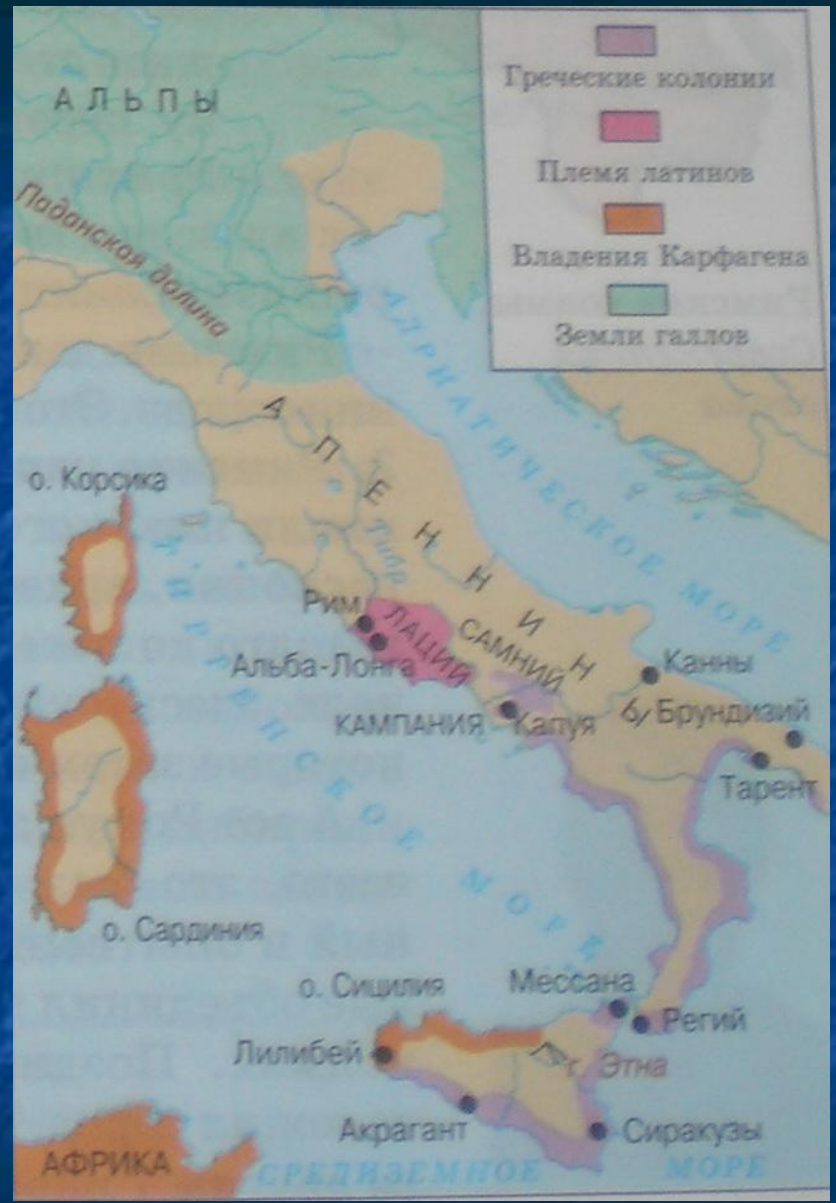 Греческие колонии
Племя латинов
Владения Карфагена
Земли галлов
АЛЬПЫ
Паданская долина
АДРИАТИЧЕСКОЕ МОРЕ
АПЕННИН
о. Корсика
Тибр
ТИРРЕНСКОЕ МОРЕ
Рим
ЛАЦИЙ
САМНИЙ
Альба-Лонга
Канны
КАМПАНИЯ
Капуя
б/Брундизий
Тарент
о. Сардиния
о. Сицилия
Мессана
Регий
Лилибей
г. Этна
Акрагант
Сиракузы
АФРИКА
СРЕДИЗЕМНОЕ МОРЕ